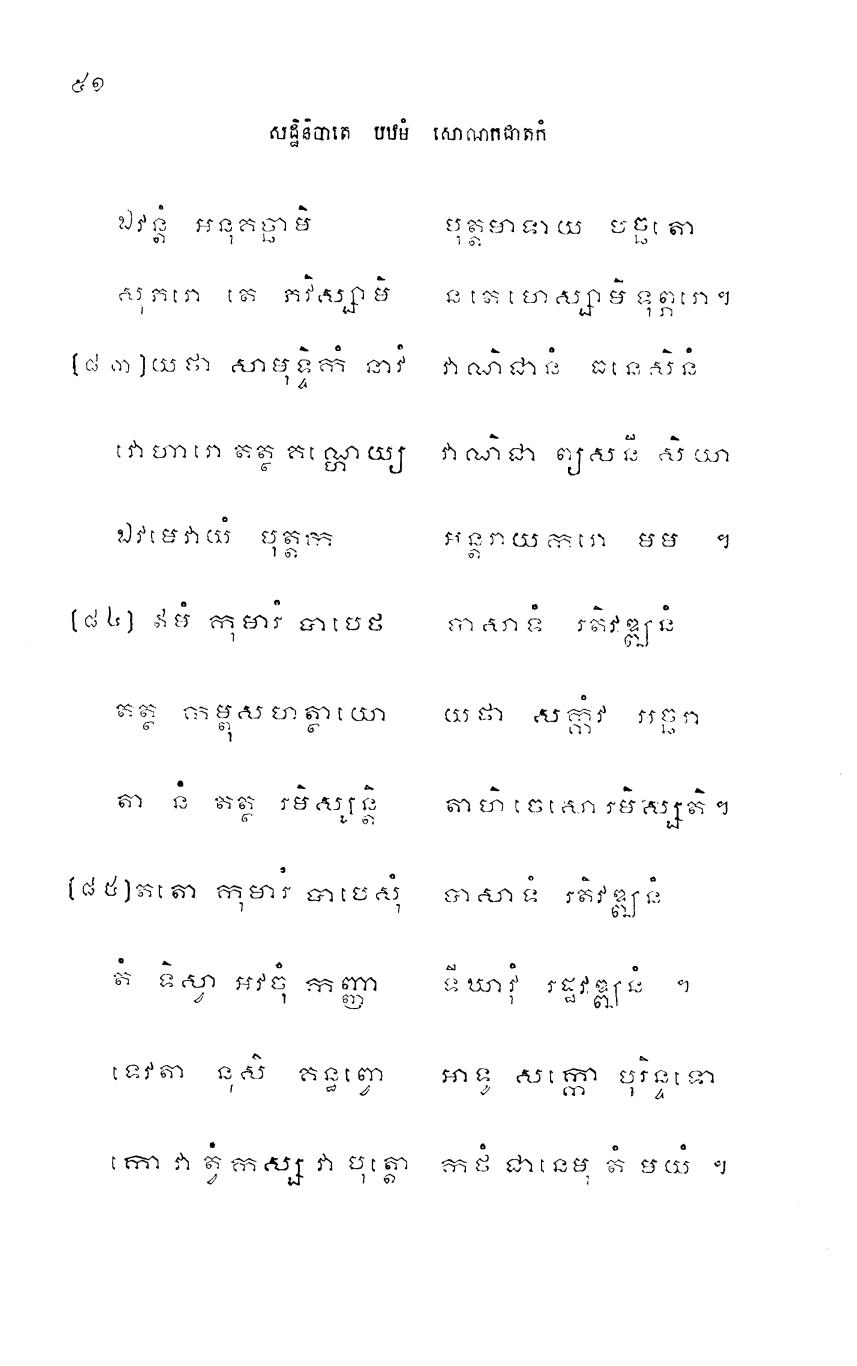 ៥១
សដ្ឋិនិបាតេ បឋមំ សោណកជាតកំ
ឯវន្តំ អនុគច្ឆាមិ បុត្តមាទាយ បច្ឆតោ
សុភរោ តេ ភវិស្សាមិ ន តេ ហេស្សាមិ ទុព្ភរោ។
[៨៣] យថា សាមុទ្ទិកំ នាវំ វាណិជានំ ធនេសិនំ
វោហារោ តត្ថ គណ្ហេយ្យ វាណិជា ព្យសនី សិយា
ឯវមេវាយំ បុត្តក អន្តរាយករោ មម ។
[៨៤] ឥមំ កុមារំ បាបេថ បាសាទំ រតិវឌ្ឍនំ
តត្ថ កម្ពុសហត្ថាយោ យថា សក្កំវ អច្ឆរា
តា នំ តត្ថ រមិស្សន្តិ តាហិ ចេសោ រមិស្សតិ។
[៨៥] តតោ កុមារំ បាបេសុំ បាសាទំ រតិវឌ្ឍនំ
តំ ទិស្វា អវចុំ កញ្ញា ទីឃាវុំ រដ្ឋវឌ្ឍនំ ។
ទេវតា នុសិ គន្ធព្វោ អាទូ សក្កោ បុរិន្ទទោ
កោ វា ត្វំ កស្ស វា បុត្តោ កថំ ជានេមុ តំ មយំ ។